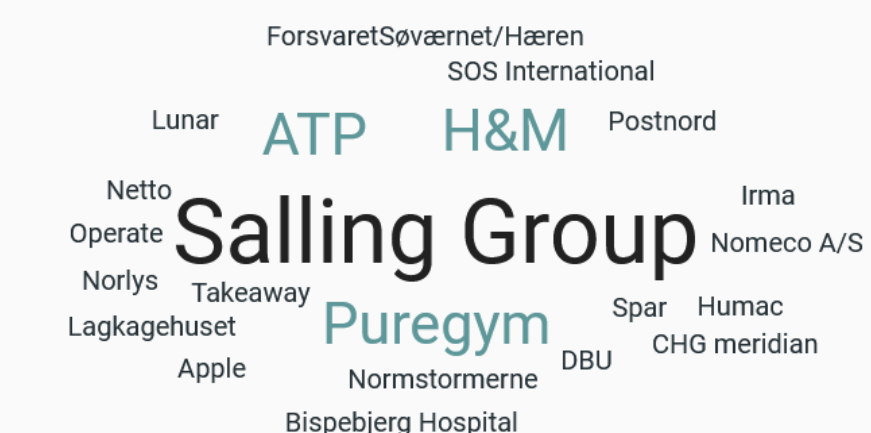 ForsvaretSøværnet/Hæren
SOS International
Lunar
ATP
H&M
Postnord
Netto
Irma
Salling Group
Operate
Nomeco A/S
Norlys
Takeaway
Spar
Humac
Lagkagehuset
Puregym
CHG meridian
Apple
DBU
Normstormerne
Bispebjerg Hospital